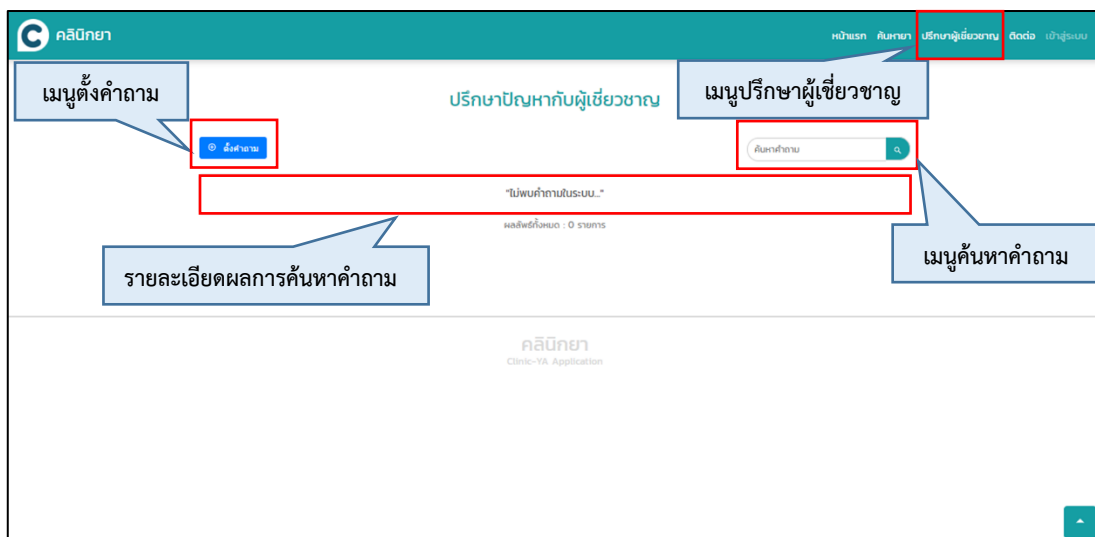 คลินิกยา
หน้าแรก ค้นหายา ปรึกษาผู้เชี่ยวชาญ ติดต่อ เข้าสู่ระบบ
เมนูตั้งคำถาม
เมนูปรึกษาผู้เชี่ยวชาญ
ปรึกษาปัญหากับผู้เชี่ยวชาญ
ตั้งคำถาม
ค้นหาคำถาม
"ไม่พบคำถามในระบบ..."
ผลลัพธ์ทั้งหมด : 0 รายการ
เมนูค้นหาคำถาม
รายละเอียดผลการค้นหาคำถาม
คลินิกยา
Clinic-YA Application